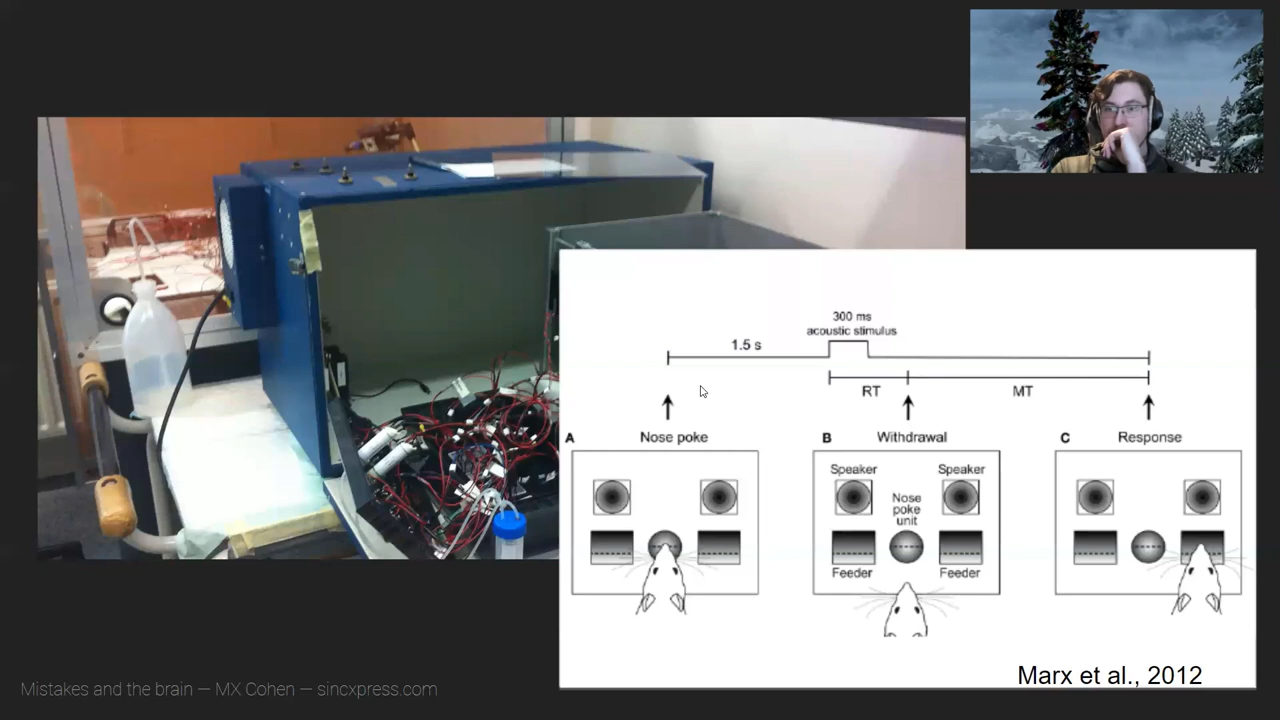 300 ms
acoustic stimulus
1.5 s
RT
MT
A
Nose poke
B
Withdrawal
C
Response
Speaker
Speaker
Nose
poke
unit
Feeder
Feeder
Marx et al., 2012
Mistakes and the brain — MX Cohen — sincxpress.com